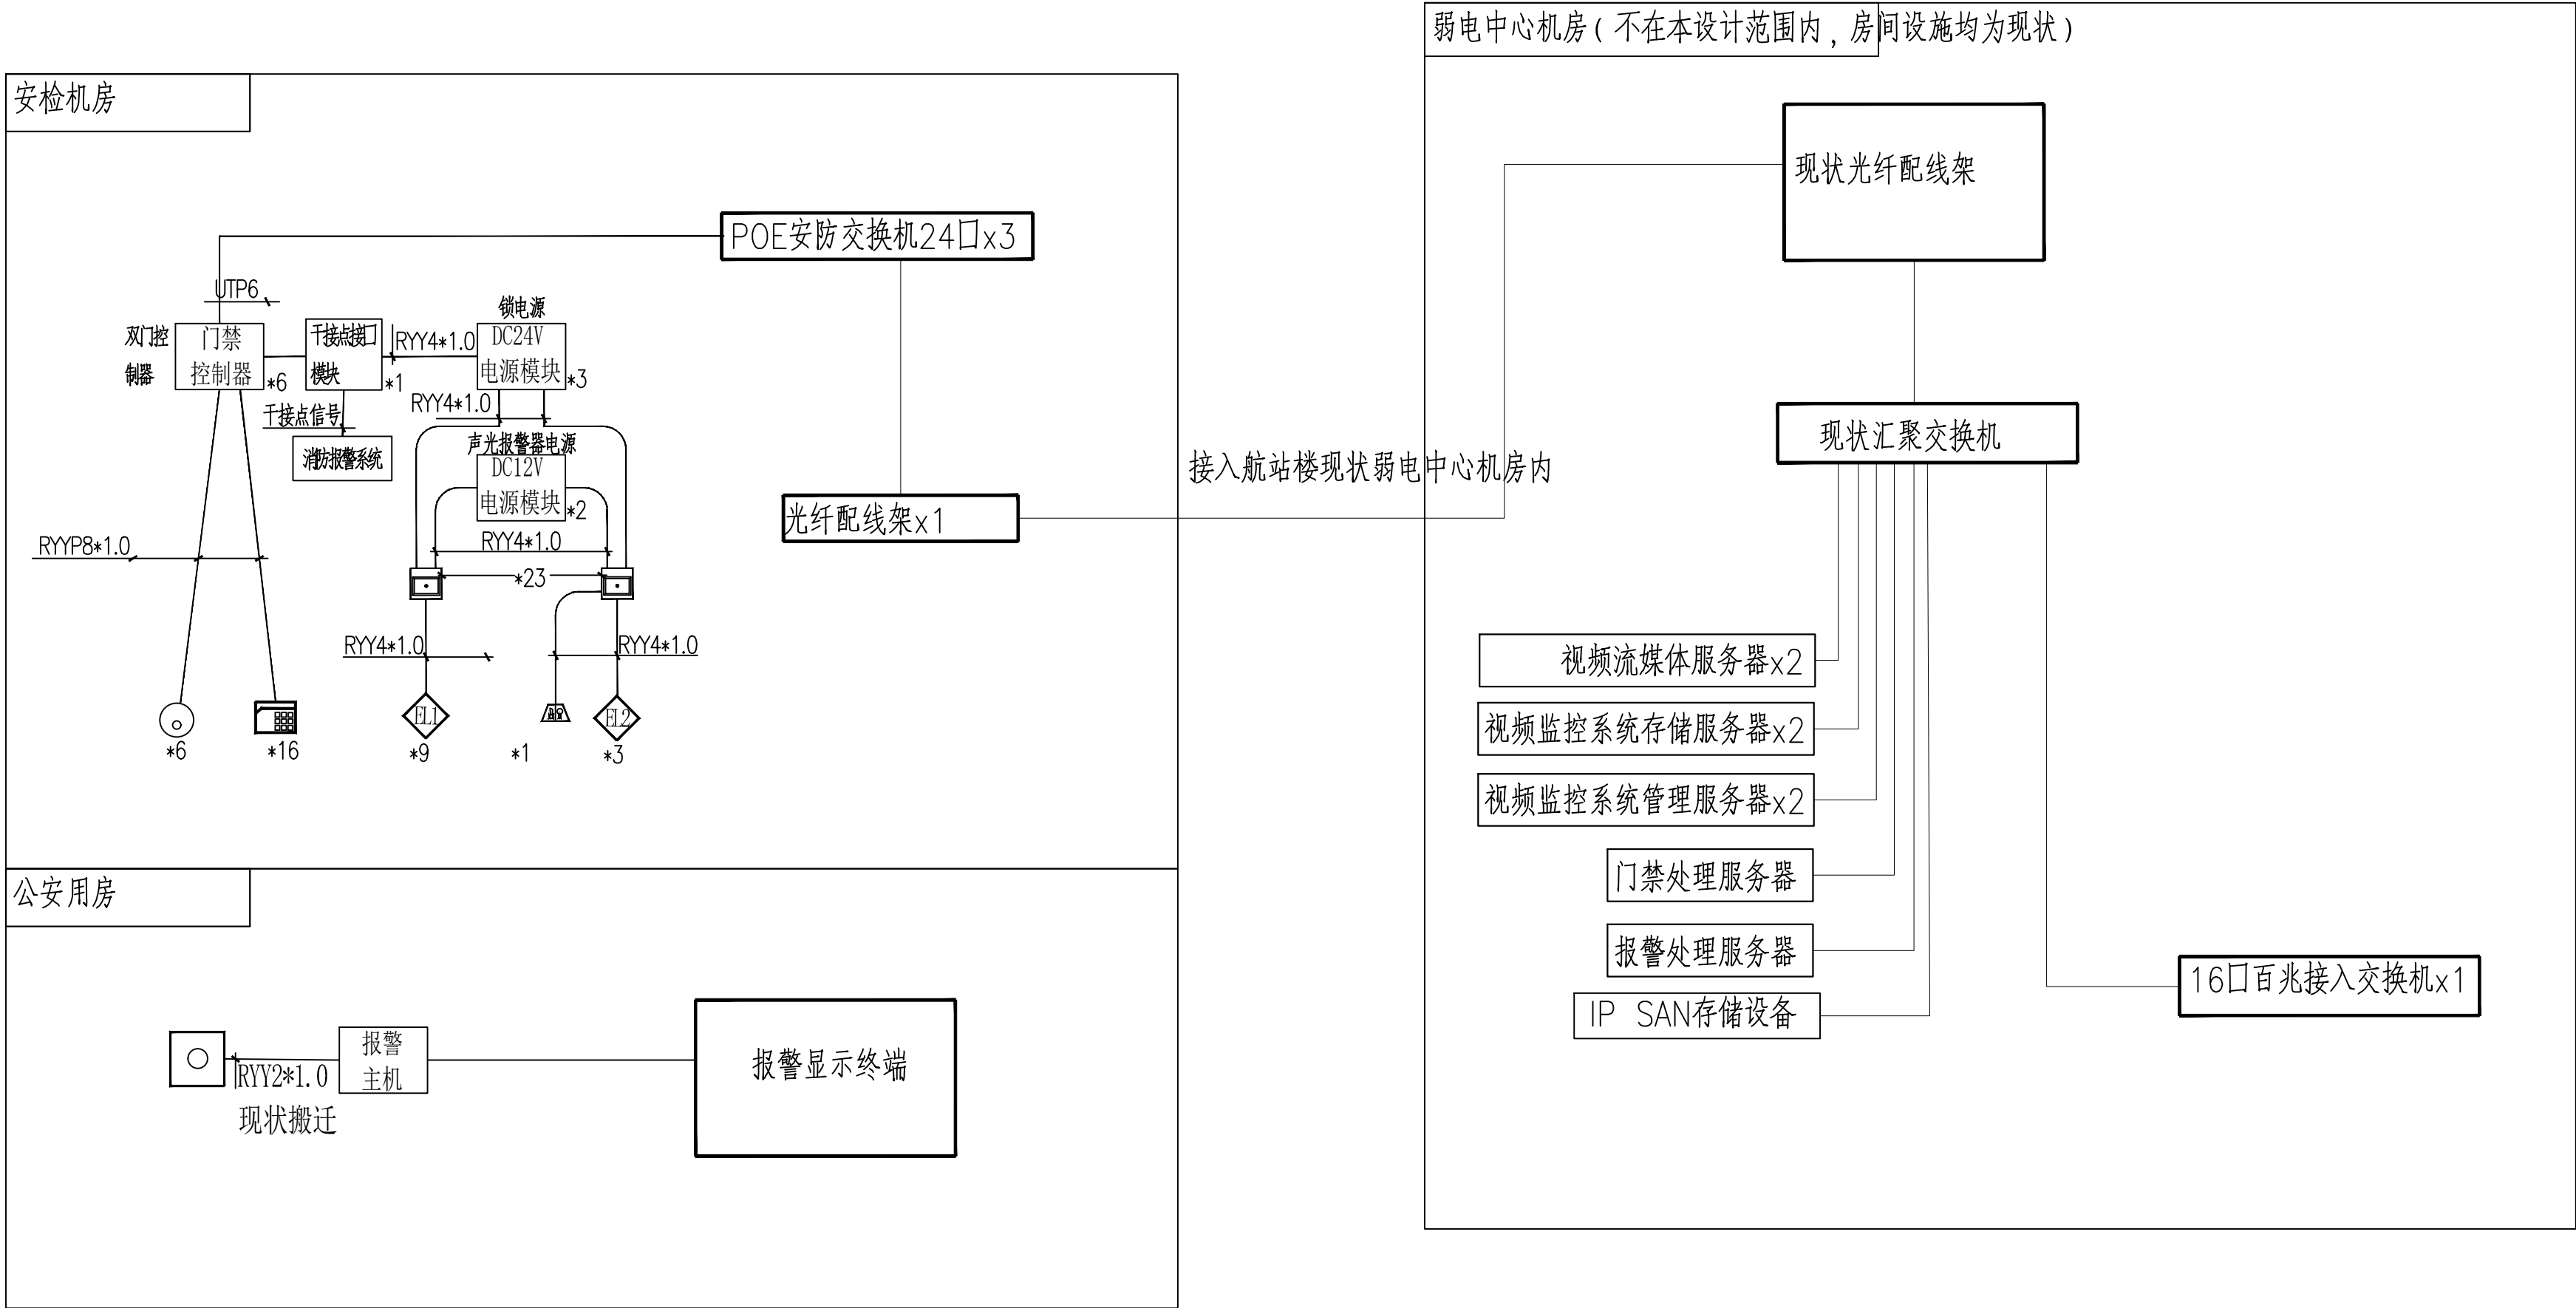 弱电中心机房(不在本设计范围内,房间设施均为现状)
安检机房
现状光纤配线架
POE安防交换机24口x3
UTP6
锁电源
双门控
制器
门禁
控制器
*6
干接点接口
模块
*1
RYY4*1.0
DC24V
电源模块
*3
RYY4*1.0
干接点信号
消防报警系统
声光报警器电源
DC12V
电源模块
*2
现状汇聚交换机
接入航站楼现状弱电中心机房内
光纤配线架x1
RYYP8*1.0
RYY4*1.0
*23
RYY4*1.0
RYY4*1.0
EL1
EL2
*6
*16
*9
*1
*3
视频流媒体服务器x2
视频监控系统存储服务器x2
视频监控系统管理服务器x2
门禁处理服务器
报警处理服务器
IP SAN存储设备
16口百兆接入交换机x1
公安用房
RYY2*1.0
现状搬迁
报警
主机
报警显示终端